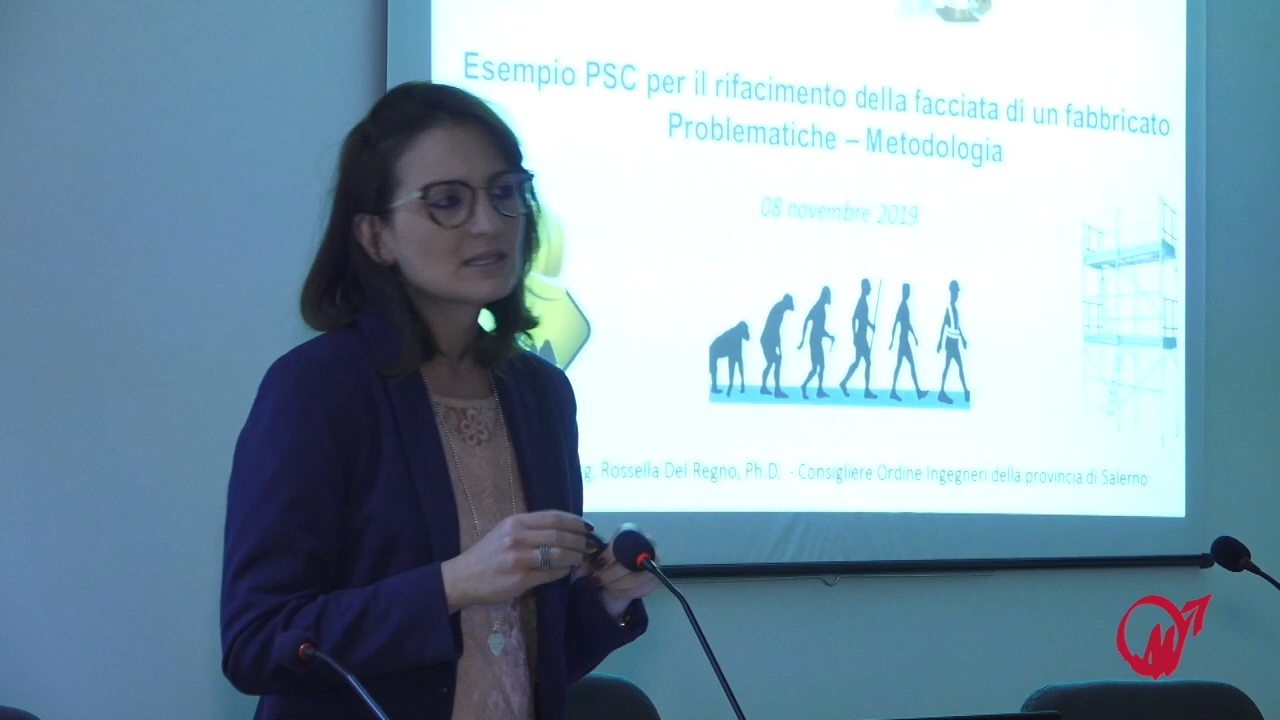 Esempio PSC per il rifacimento della facciata di un fabbricato
Problematiche – Metodologia
08 novembre 2019
g. Rossella Del Regno, Ph.D. - Consigliere Ordine Ingegneri della provincia di Salerno